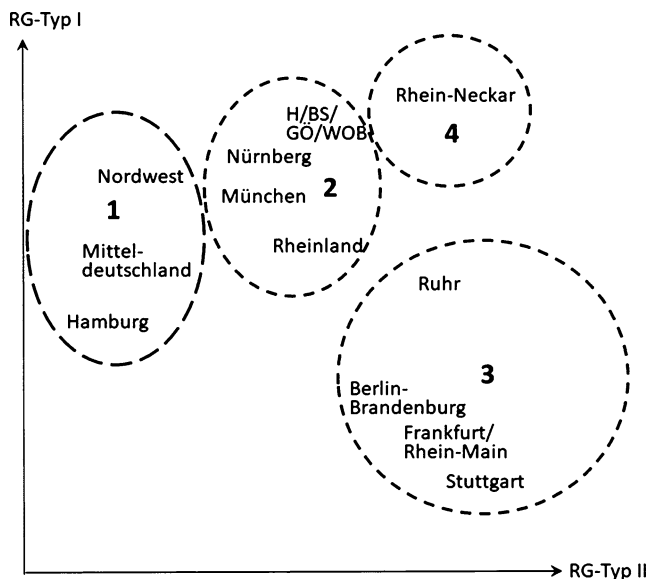 RG-Typ I
Rhein-Neckar
4
H/BS/
GÖ/WOB
Nürnberg
München
2
Rheinland
Nordwest
1
Mittel-
deutschland
Hamburg
Ruhr
3
Berlin-
Brandenburg
Frankfurt/
Rhein-Main
Stuttgart
RG-Typ II